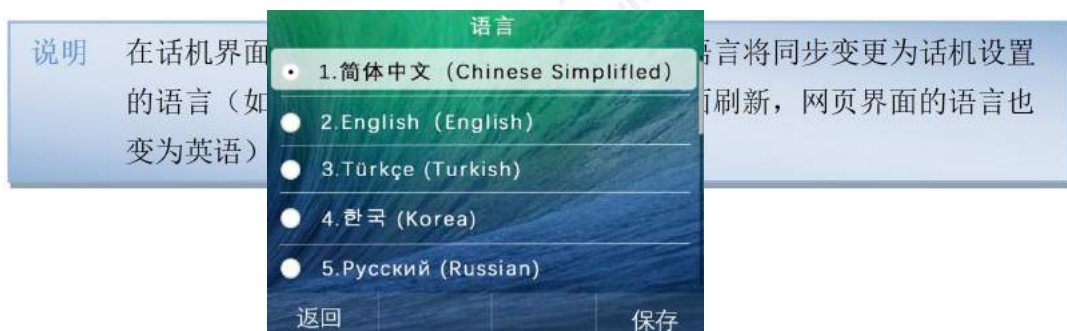 说明
在话机界面
语言将同步变更为话机设置
的语言（如
面刷新，网页界面的语言也
变为英语）
语言
1.简体中文 (Chinese Simplifled)
2.English (English)
3.Türkçe (Turkish)
4.한국 (Korea)
5.Русский (Russian)
返回
保存